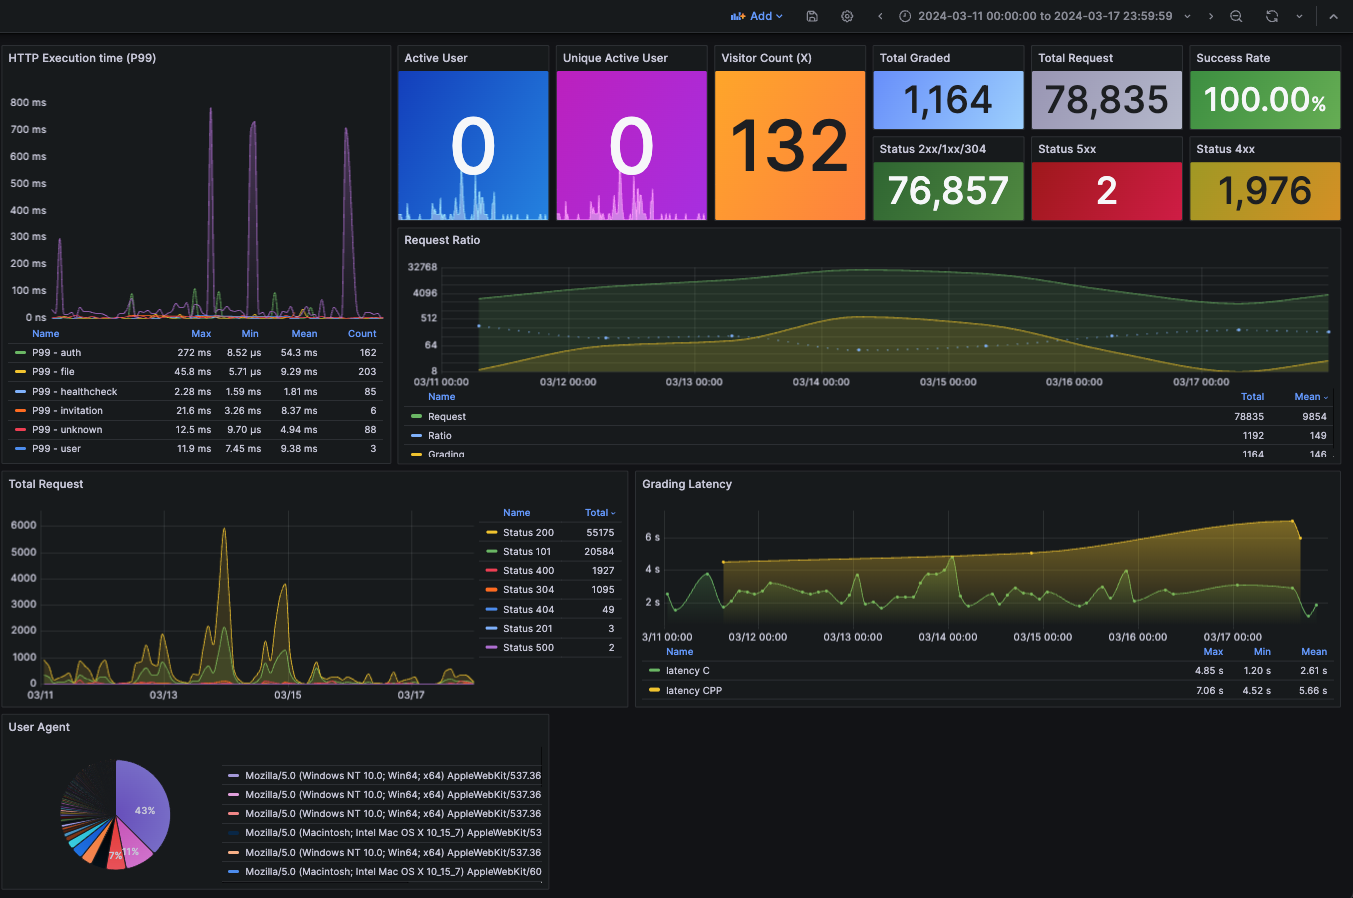 Add
2024-03-11 00:00:00 to 2024-03-17 23:59:59
HTTP Execution time (P99)
800 ms
700 ms
600 ms
500 ms
400 ms
300 ms
200 ms
100 ms
0 ns
Name Max Min Mean Count
P99 - auth 272 ms 8.52 µs 54.3 ms 162
P99 - file 45.8 ms 5.71 µs 9.29 ms 203
P99 - healthcheck 2.28 ms 1.59 ms 1.81 ms 85
P99 - invitation 21.6 ms 3.26 ms 8.37 ms 6
P99 - unknown 12.5 ms 9.70 µs 4.94 ms 88
P99 - user 11.9 ms 7.45 ms 9.38 ms 3
Active User
0
Unique Active User
0
Visitor Count (X)
132
Total Graded
1,164
Total Request
78,835
Success Rate
100.00%
Status 2xx/1xx/304
76,857
Status 5xx
2
Status 4xx
1,976
Request Ratio
32768
4096
512
64
8
03/11 00:00 03/12 00:00 03/13 00:00 03/14 00:00 03/15 00:00 03/16 00:00 03/17 00:00
Name Total Mean
Request 78835 9854
Ratio 1192 149
Grading 1164 146
Total Request
6000
5000
4000
3000
2000
1000
0
03/11 03/13 03/15 03/17
Name Total
Status 200 55175
Status 101 20584
Status 400 1927
Status 304 1095
Status 404 49
Status 201 3
Status 500 2
Grading Latency
6 s
4 s
2 s
3/11 00:00 03/12 00:00 03/13 00:00 03/14 00:00 03/15 00:00 03/16 00:00 03/17 00:00
Name Max Min Mean
latency C 4.85 s 1.20 s 2.61 s
latency CPP 7.06 s 4.52 s 5.66 s
User Agent
43%
11%
7%
Mozilla/5.0 (Windows NT 10.0; Win64; x64) AppleWebKit/537.36
Mozilla/5.0 (Windows NT 10.0; Win64; x64) AppleWebKit/537.36
Mozilla/5.0 (Windows NT 10.0; Win64; x64) AppleWebKit/537.36
Mozilla/5.0 (Macintosh; Intel Mac OS X 10_15_7) AppleWebKit/53
Mozilla/5.0 (Windows NT 10.0; Win64; x64) AppleWebKit/537.36
Mozilla/5.0 (Macintosh; Intel Mac OS X 10_15_7) AppleWebKit/60